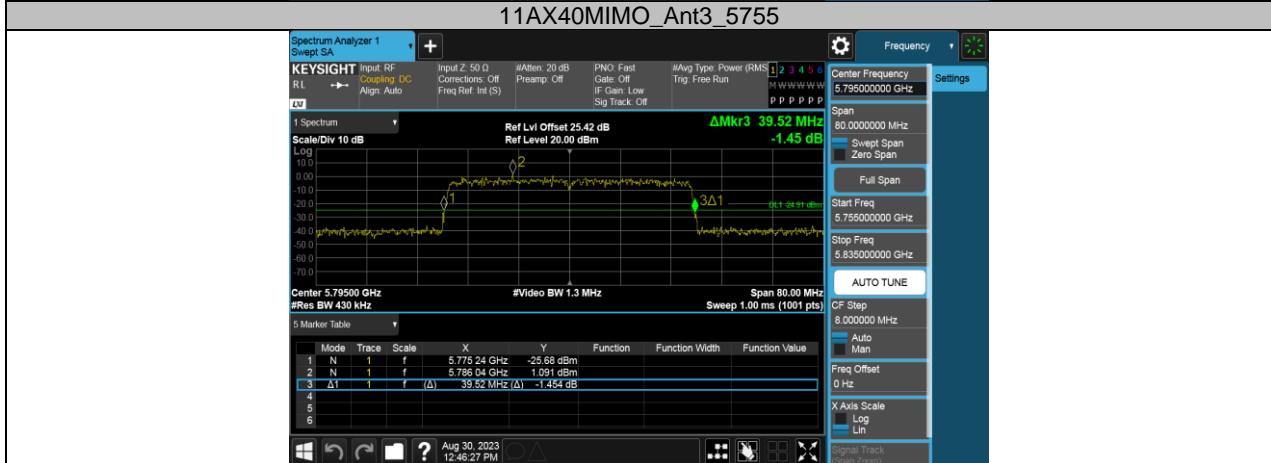 11AX40MIMO_Ant3_5755
Spectrum Analyzer 1
Swept SA
Frequency
KEYSIGHT
RL
LXI
Input: RF
Coupling: DC
Align: Auto
Input Z: 50 Ω
Corrections: Off
Freq Ref: Int (S)
#Atten: 20 dB
Preamp: Off
PNO: Fast
Gate: Off
IF Gain: Low
Sig Track: Off
#Avg Type: Power (RMS
Trig: Free Run
1 2 3 4 5 6
M W W W W W
P P P P P P
Center Frequency
5.795000000 GHz
Settings
Span
80.0000000 MHz
Swept Span
Zero Span
Full Span
Start Freq
5.755000000 GHz
Stop Freq
5.835000000 GHz
AUTO TUNE
CF Step
8.000000 MHz
Auto
Man
Freq Offset
0 Hz
X Axis Scale
Log
Lin
Signal Track
(Span Zoom)
1 Spectrum
Scale/Div 10 dB
Ref Lvl Offset 25.42 dB
Ref Level 20.00 dBm
ΔMkr3 39.52 MHz
-1.45 dB
Log
10.0
0.00
-10.0
-20.0
-30.0
-40.0
-50.0
-60.0
-70.0
2
1
3Δ1
DL1 -24.91 dBm
Center 5.79500 GHz
#Video BW 1.3 MHz
Span 80.00 MHz
#Res BW 430 kHz
Sweep 1.00 ms (1001 pts)
5 Marker Table
Mode Trace Scale X Y Function Function Width Function Value
1 N 1 f 5.775 24 GHz -25.68 dBm
2 N 1 f 5.786 04 GHz 1.091 dBm
3 Δ1 1 f (Δ) 39.52 MHz (Δ) -1.454 dB
4
5
6
?
Aug 30, 2023
12:46:27 PM